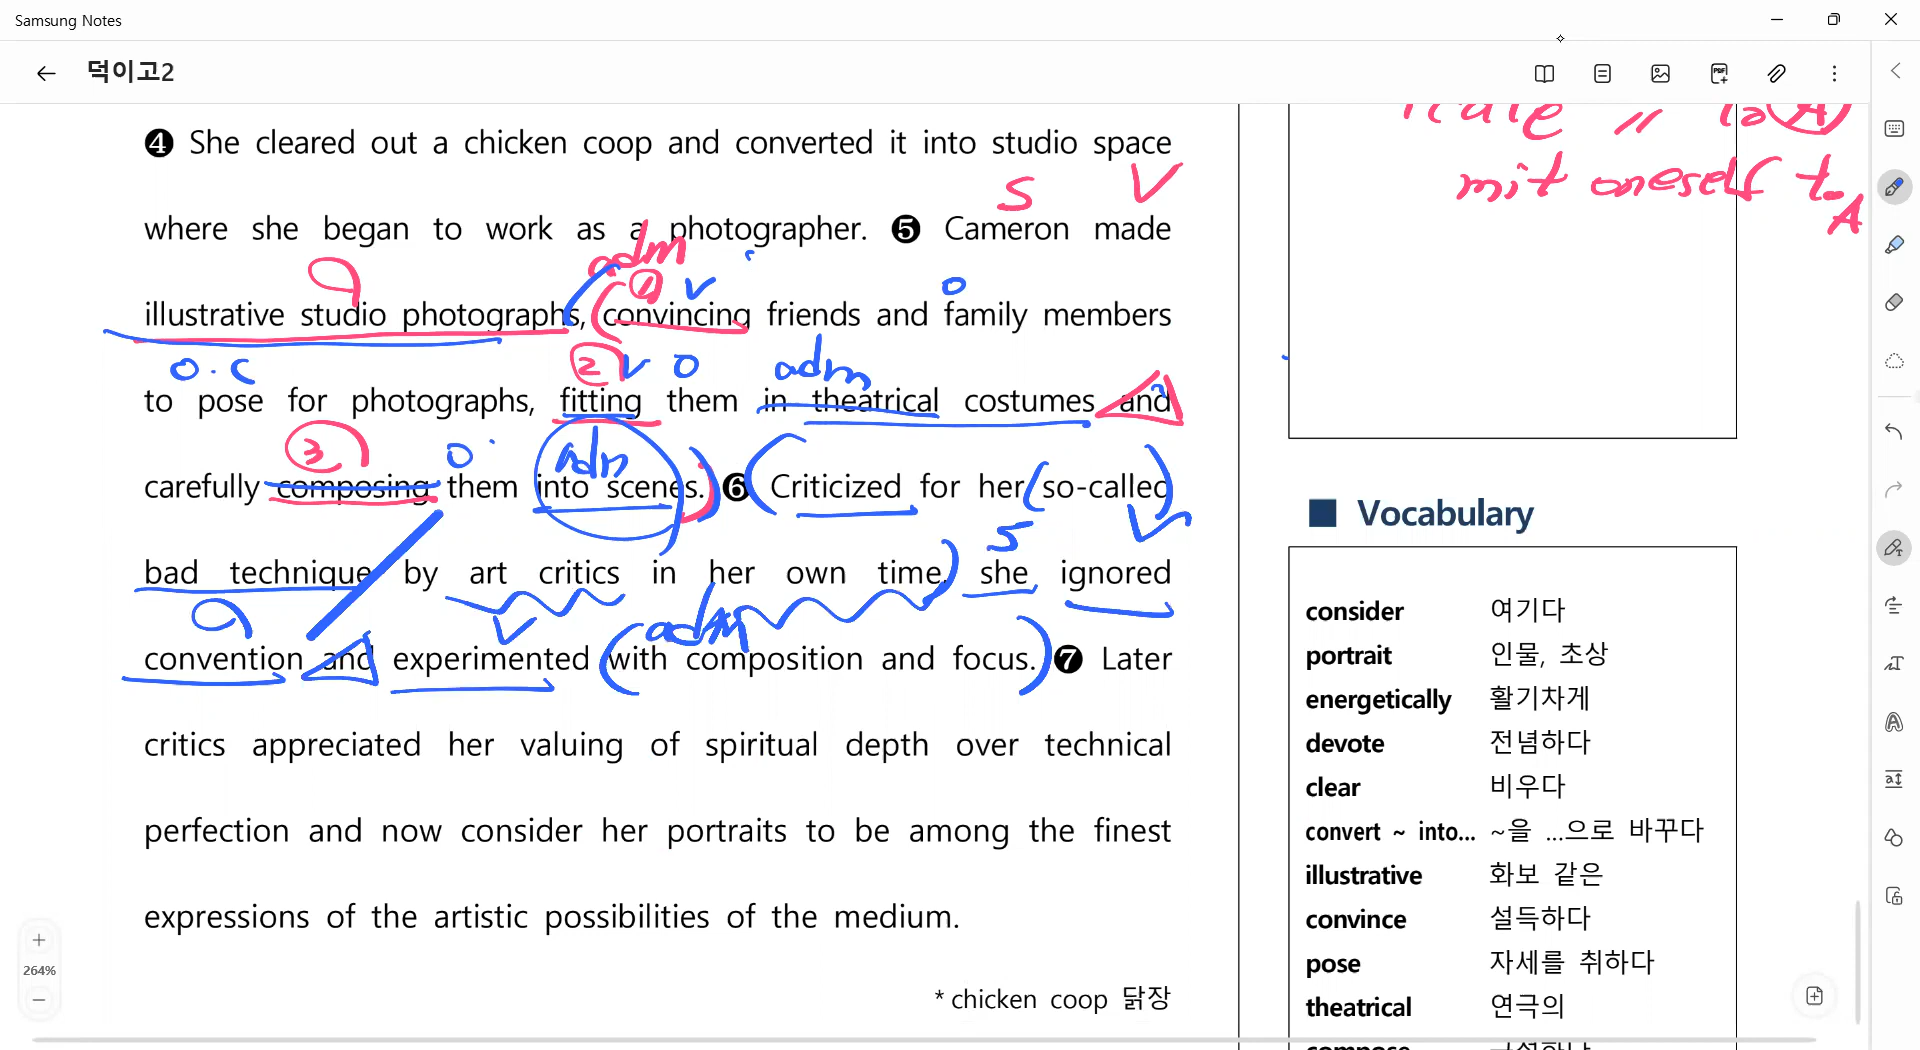 Samsung Notes
덕이고2
❹ She cleared out a chicken coop and converted it into studio space
S V
where she began to work as a photographer. ❺ Cameron made
adm
① V O
illustrative studio photographs, convincing friends and family members
O.C ② V O adm
to pose for photographs, fitting them in theatrical costumes and
③ O adm
carefully composing them into scenes. ❻ Criticized for her so-called
S V
bad technique by art critics in her own time, she ignored
V adm
convention and experimented with composition and focus. ❼ Later
critics appreciated her valuing of spiritual depth over technical
perfection and now consider her portraits to be among the finest
expressions of the artistic possibilities of the medium.
* chicken coop 닭장
to A
mit oneself to A
■ Vocabulary
consider 여기다
portrait 인물, 초상
energetically 활기차게
devote 전념하다
clear 비우다
convert ~ into... ~을 ...으로 바꾸다
illustrative 화보 같은
convince 설득하다
pose 자세를 취하다
theatrical 연극의
264%